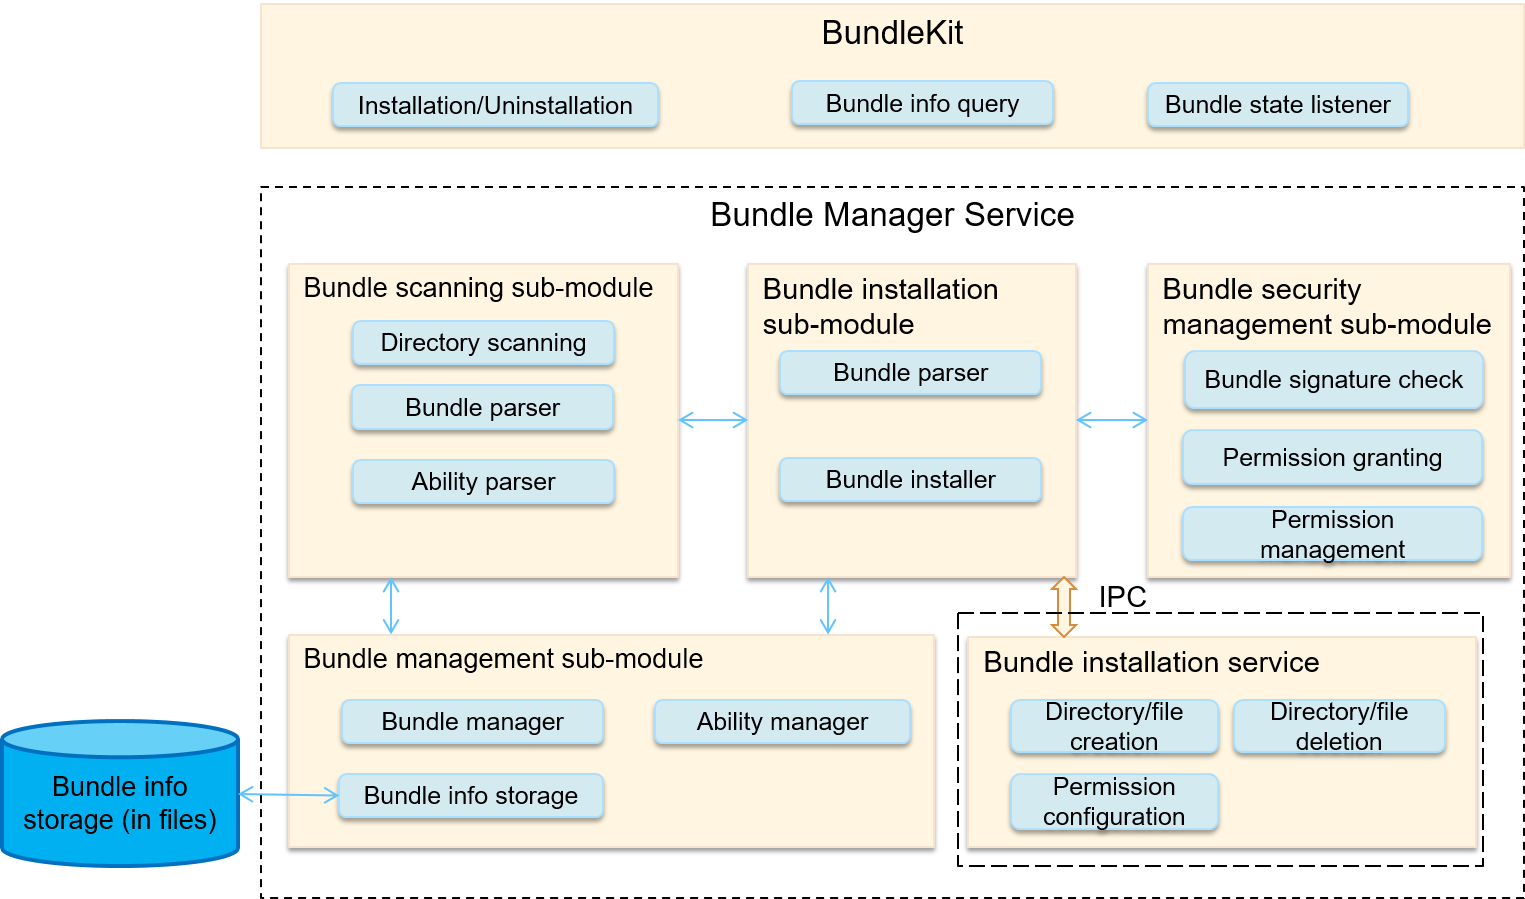 BundleKit
Installation/Uninstallation
Bundle info query
Bundle state listener
Bundle Manager Service
Bundle scanning sub-module
Directory scanning
Bundle parser
Ability parser
Bundle installation
sub-module
Bundle parser
Bundle installer
Bundle security
management sub-module
Bundle signature check
Permission granting
Permission
management
IPC
Bundle management sub-module
Bundle manager
Ability manager
Bundle info storage
Bundle installation service
Directory/file
creation
Directory/file
deletion
Permission
configuration
Bundle info
storage (in files)